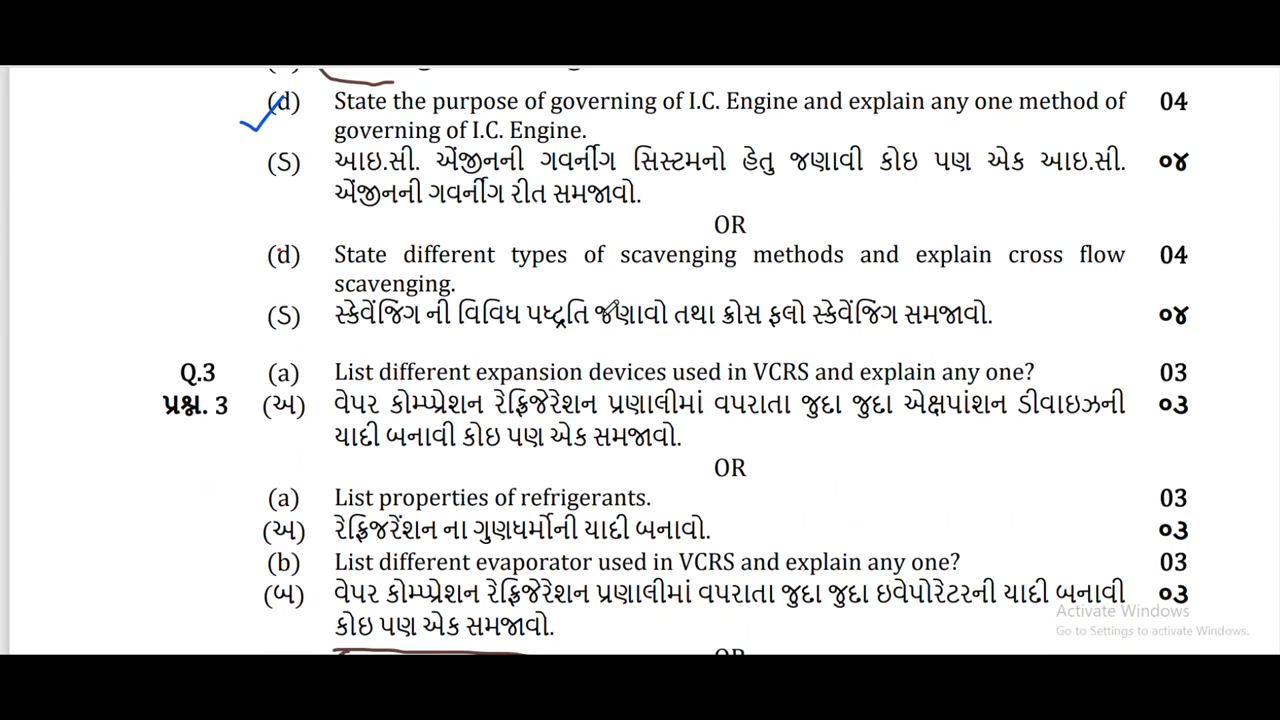 (d) State the purpose of governing of I.C. Engine and explain any one method of 04
governing of I.C. Engine.
(ડ) આઇ.સી. એંજીનની ગવર્નીગ સિસ્ટમનો હેતુ જણાવી કોઇ પણ એક આઇ.સી. ૦૪
એંજીનની ગવર્નીગ રીત સમજાવો.
OR
(d) State different types of scavenging methods and explain cross flow 04
scavenging.
(ડ) સ્કેવેંજિંગ ની વિવિધ પધ્દ્રતિ જણાવો તથા ક્રોસ ફ્લો સ્કેવેંજિંગ સમજાવો. ૦૪
Q.3 (a) List different expansion devices used in VCRS and explain any one? 03
પ્રશ્ન. 3 (અ) વેપર કોમ્પ્રેશન રેફ્રિજેરેશન પ્રણાલીમાં વપરાતા જુદા જુદા એક્ષપાંશન ડીવાઇઝની ૦૩
યાદી બનાવી કોઇ પણ એક સમજાવો.
OR
(a) List properties of refrigerants. 03
(અ) રેફ્રિજરેંશન ના ગુણધર્મોની યાદી બનાવો. ૦૩
(b) List different evaporator used in VCRS and explain any one? 03
(બ) વેપર કોમ્પ્રેશન રેફ્રિજેરેશન પ્રણાલીમાં વપરાતા જુદા જુદા ઇવેપોરેટરની યાદી બનાવી ૦૩
કોઇ પણ એક સમજાવો.
Activate Windows
Go to Settings to activate Windows.